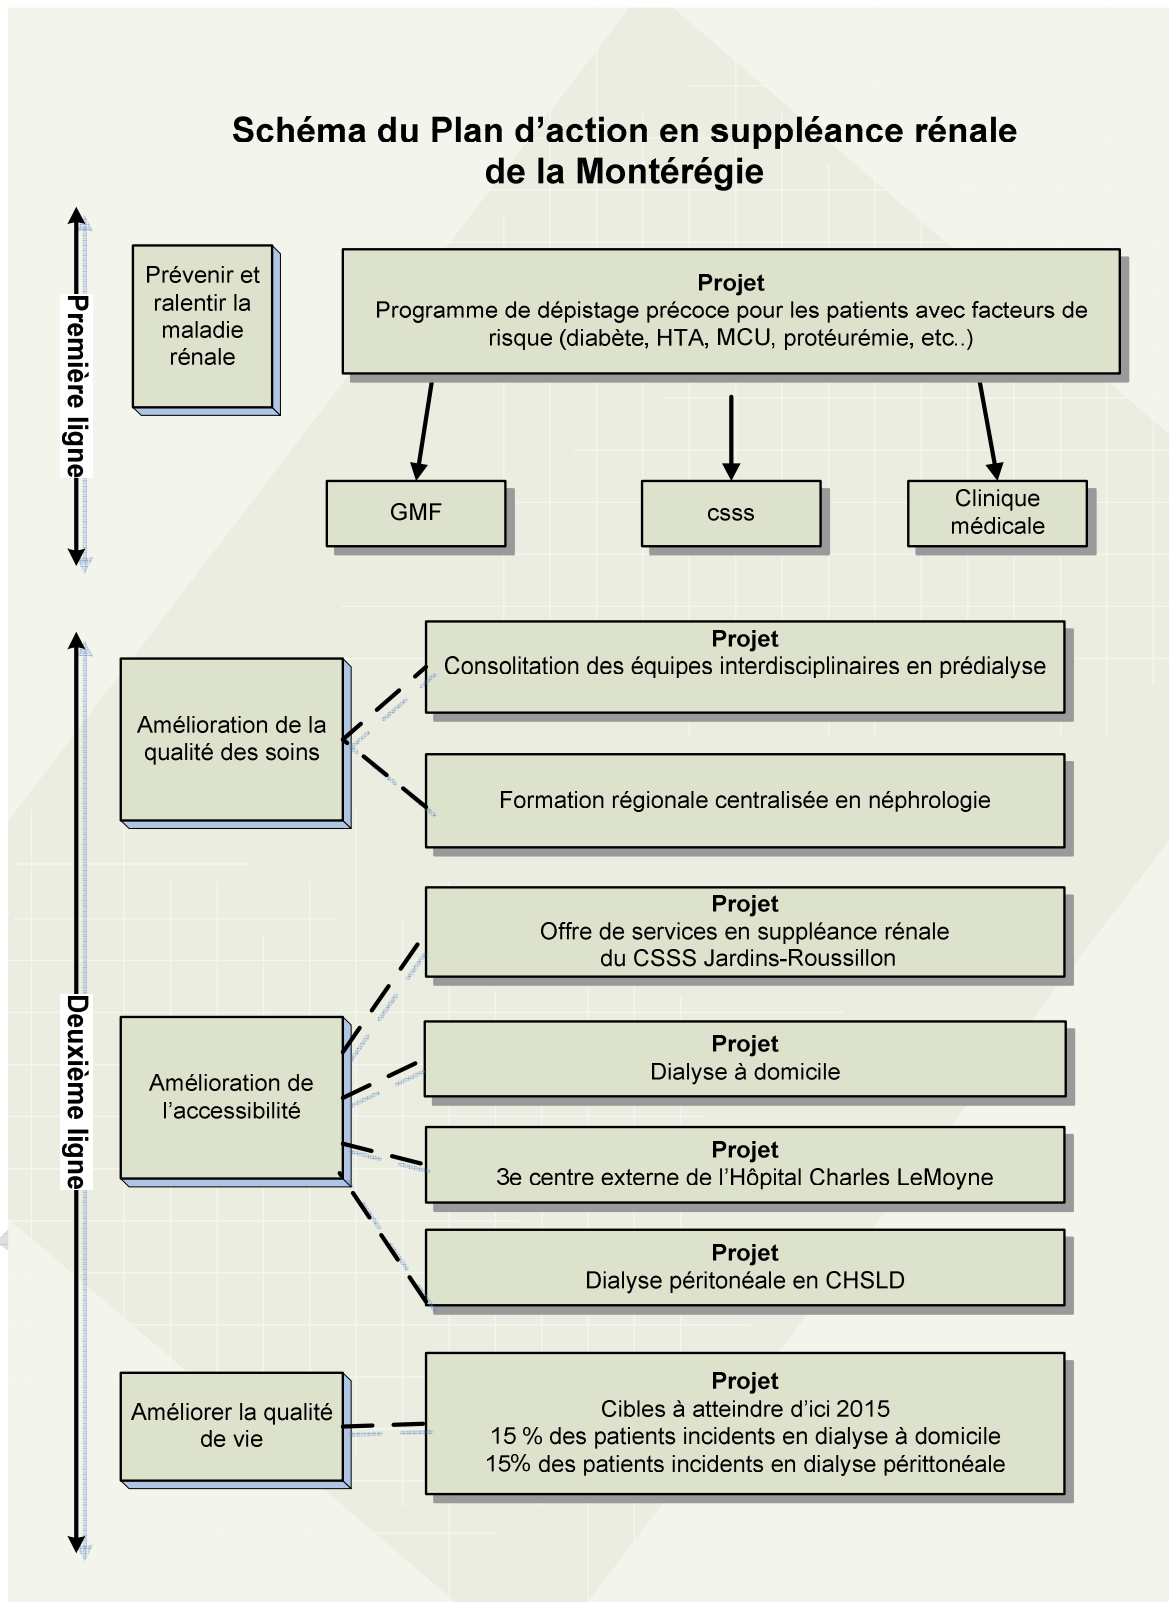 Schéma du Plan d’action en suppléance rénale
de la Montérégie
Première ligne
Prévenir et
ralentir la
maladie
rénale
Projet
Programme de dépistage précoce pour les patients avec facteurs de
risque (diabète, HTA, MCU, protéurémie, etc..)
GMF
csss
Clinique
médicale
Deuxième ligne
Amélioration de la
qualité des soins
Projet
Consolitation des équipes interdisciplinaires en prédialyse
Formation régionale centralisée en néphrologie
Amélioration de
l’accessibilité
Projet
Offre de services en suppléance rénale
du CSSS Jardins-Roussillon
Projet
Dialyse à domicile
Projet
3e centre externe de l’Hôpital Charles LeMoyne
Projet
Dialyse péritonéale en CHSLD
Améliorer la qualité
de vie
Projet
Cibles à atteindre d’ici 2015
15 % des patients incidents en dialyse à domicile
15% des patients incidents en dialyse périttonéale